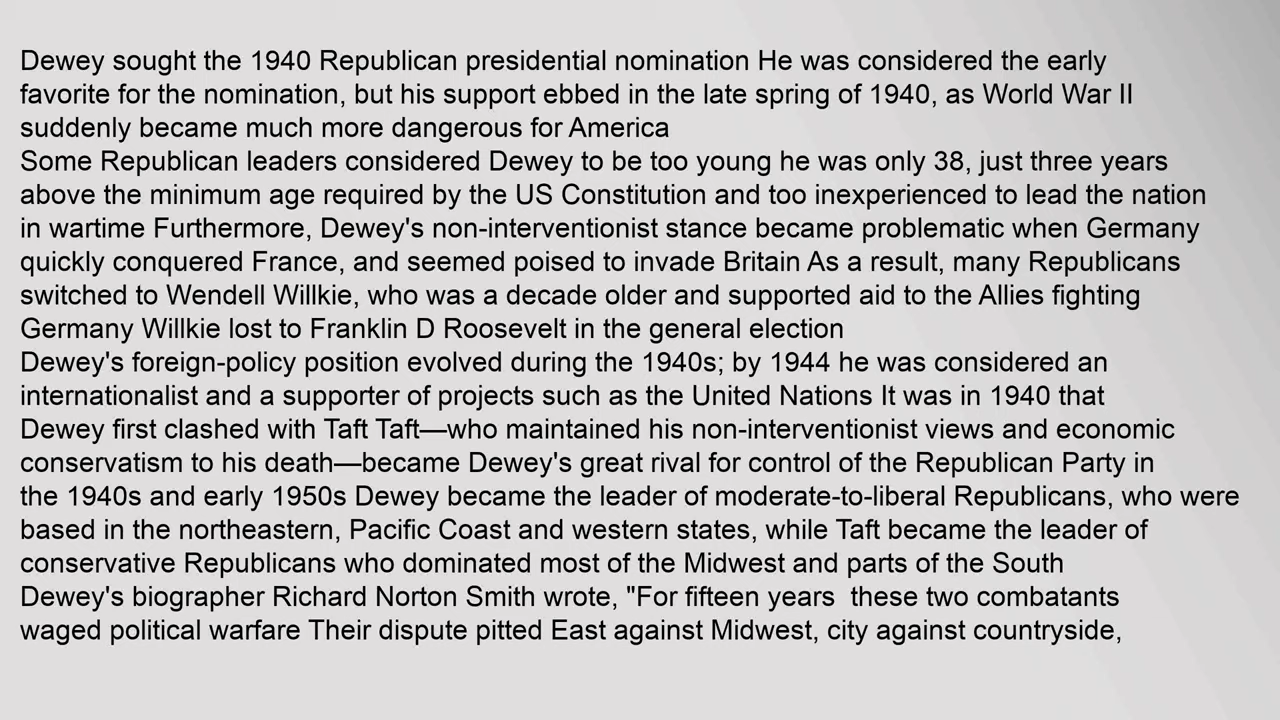 Dewey sought the 1940 Republican presidential nomination He was considered the early
favorite for the nomination, but his support ebbed in the late spring of 1940, as World War II
suddenly became much more dangerous for America
Some Republican leaders considered Dewey to be too young he was only 38, just three years
above the minimum age required by the US Constitution and too inexperienced to lead the nation
in wartime Furthermore, Dewey's non-interventionist stance became problematic when Germany
quickly conquered France, and seemed poised to invade Britain As a result, many Republicans
switched to Wendell Willkie, who was a decade older and supported aid to the Allies fighting
Germany Willkie lost to Franklin D Roosevelt in the general election
Dewey's foreign-policy position evolved during the 1940s; by 1944 he was considered an
internationalist and a supporter of projects such as the United Nations It was in 1940 that
Dewey first clashed with Taft Taft—who maintained his non-interventionist views and economic
conservatism to his death—became Dewey's great rival for control of the Republican Party in
the 1940s and early 1950s Dewey became the leader of moderate-to-liberal Republicans, who were
based in the northeastern, Pacific Coast and western states, while Taft became the leader of
conservative Republicans who dominated most of the Midwest and parts of the South
Dewey's biographer Richard Norton Smith wrote, "For fifteen years  these two combatants
waged political warfare Their dispute pitted East against Midwest, city against countryside,